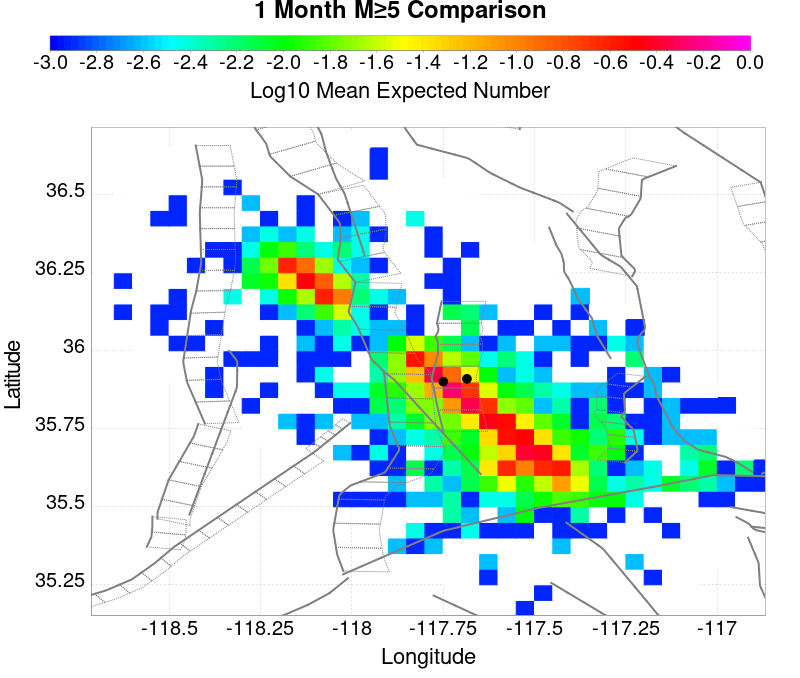 1 Month M≥5 Comparison
-3.0 -2.8 -2.6 -2.4 -2.2 -2.0 -1.8 -1.6 -1.4 -1.2 -1.0 -0.8 -0.6 -0.4 -0.2 0.0
Log10 Mean Expected Number
36.5
36.25
36
35.75
35.5
35.25
Latitude
-118.5 -118.25 -118 -117.75 -117.5 -117.25 -117
Longitude